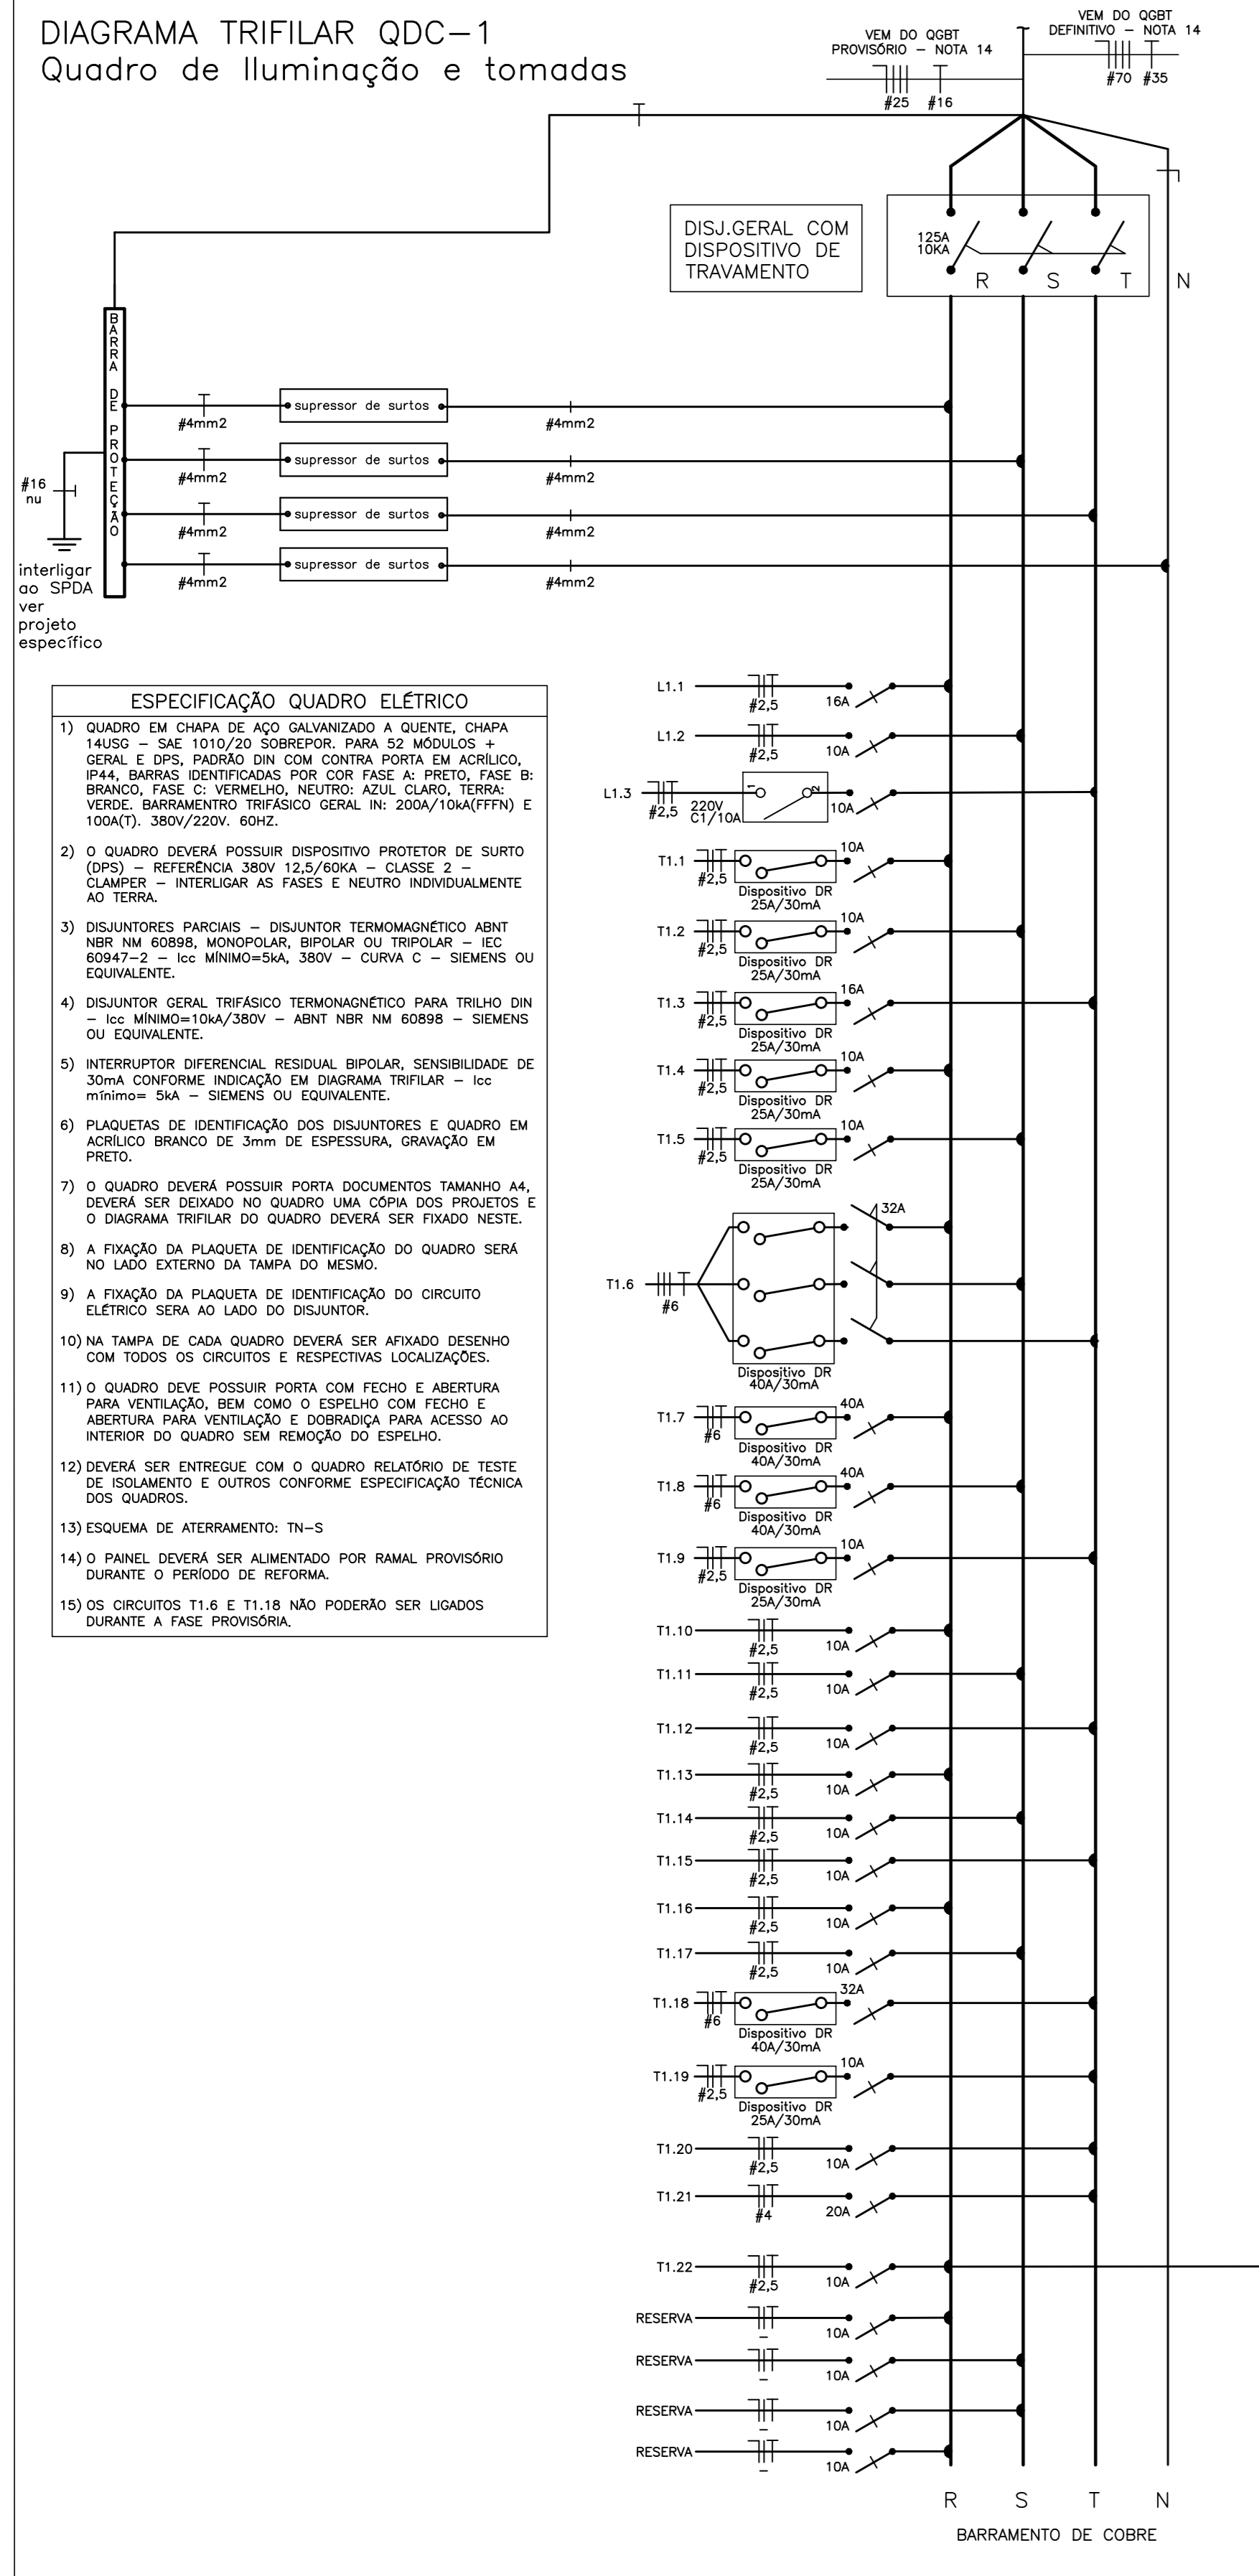 DIAGRAMA TRIFILAR QDC-1
Quadro de Iluminação e tomadas
VEM DO QGBT
PROVISÓRIO - NOTA 14
#25 #16
VEM DO QGBT
DEFINITIVO - NOTA 14
#70 #35
DISJ.GERAL COM
DISPOSITIVO DE
TRAVAMENTO
125A
10KA
R S T N
BARRA DE PROTEÇÃO
#4mm2 supressor de surtos #4mm2
#4mm2 supressor de surtos #4mm2
#4mm2 supressor de surtos #4mm2
#4mm2 supressor de surtos #4mm2
#16
nu
interligar
ao SPDA
ver
projeto
específico
ESPECIFICAÇÃO QUADRO ELÉTRICO
1) QUADRO EM CHAPA DE AÇO GALVANIZADO A QUENTE, CHAPA
14USG - SAE 1010/20 SOBREPOR. PARA 52 MÓDULOS +
GERAL E DPS, PADRÃO DIN COM CONTRA PORTA EM ACRÍLICO,
IP44, BARRAS IDENTIFICADAS POR COR FASE A: PRETO, FASE B:
BRANCO, FASE C: VERMELHO, NEUTRO: AZUL CLARO, TERRA:
VERDE. BARRAMENTRO TRIFÁSICO GERAL IN: 200A/10kA(FFFN) E
100A(T). 380V/220V. 60HZ.
2) O QUADRO DEVERÁ POSSUIR DISPOSITIVO PROTETOR DE SURTO
(DPS) - REFERÊNCIA 380V 12,5/60KA - CLASSE 2 -
CLAMPER - INTERLIGAR AS FASES E NEUTRO INDIVIDUALMENTE
AO TERRA.
3) DISJUNTORES PARCIAIS - DISJUNTOR TERMOMAGNÉTICO ABNT
NBR NM 60898, MONOPOLAR, BIPOLAR OU TRIPOLAR - IEC
60947-2 - Icc MÍNIMO=5kA, 380V - CURVA C - SIEMENS OU
EQUIVALENTE.
4) DISJUNTOR GERAL TRIFÁSICO TERMONAGNÉTICO PARA TRILHO DIN
- Icc MÍNIMO=10kA/380V - ABNT NBR NM 60898 - SIEMENS
OU EQUIVALENTE.
5) INTERRUPTOR DIFERENCIAL RESIDUAL BIPOLAR, SENSIBILIDADE DE
30mA CONFORME INDICAÇÃO EM DIAGRAMA TRIFILAR - Icc
mínimo= 5kA - SIEMENS OU EQUIVALENTE.
6) PLAQUETAS DE IDENTIFICAÇÃO DOS DISJUNTORES E QUADRO EM
ACRÍLICO BRANCO DE 3mm DE ESPESSURA, GRAVAÇÃO EM
PRETO.
7) O QUADRO DEVERÁ POSSUIR PORTA DOCUMENTOS TAMANHO A4,
DEVERÁ SER DEIXADO NO QUADRO UMA CÓPIA DOS PROJETOS E
O DIAGRAMA TRIFILAR DO QUADRO DEVERÁ SER FIXADO NESTE.
8) A FIXAÇÃO DA PLAQUETA DE IDENTIFICAÇÃO DO QUADRO SERÁ
NO LADO EXTERNO DA TAMPA DO MESMO.
9) A FIXAÇÃO DA PLAQUETA DE IDENTIFICAÇÃO DO CIRCUITO
ELÉTRICO SERA AO LADO DO DISJUNTOR.
10) NA TAMPA DE CADA QUADRO DEVERÁ SER AFIXADO DESENHO
COM TODOS OS CIRCUITOS E RESPECTIVAS LOCALIZAÇÕES.
11) O QUADRO DEVE POSSUIR PORTA COM FECHO E ABERTURA
PARA VENTILAÇÃO, BEM COMO O ESPELHO COM FECHO E
ABERTURA PARA VENTILAÇÃO E DOBRADIÇA PARA ACESSO AO
INTERIOR DO QUADRO SEM REMOÇÃO DO ESPELHO.
12) DEVERÁ SER ENTREGUE COM O QUADRO RELATÓRIO DE TESTE
DE ISOLAMENTO E OUTROS CONFORME ESPECIFICAÇÃO TÉCNICA
DOS QUADROS.
13) ESQUEMA DE ATERRAMENTO: TN-S
14) O PAINEL DEVERÁ SER ALIMENTADO POR RAMAL PROVISÓRIO
DURANTE O PERÍODO DE REFORMA.
15) OS CIRCUITOS T1.6 E T1.18 NÃO PODERÃO SER LIGADOS
DURANTE A FASE PROVISÓRIA.
L1.1 #2,5 16A
L1.2 #2,5 10A
L1.3 #2,5 220V
C1/10A 1 2 10A
T1.1 #2,5 10A
Dispositivo DR
25A/30mA
T1.2 #2,5 10A
Dispositivo DR
25A/30mA
T1.3 #2,5 16A
Dispositivo DR
25A/30mA
T1.4 #2,5 10A
Dispositivo DR
25A/30mA
T1.5 #2,5 10A
Dispositivo DR
25A/30mA
T1.6 #6 32A
Dispositivo DR
40A/30mA
T1.7 #6 40A
Dispositivo DR
40A/30mA
T1.8 #6 40A
Dispositivo DR
40A/30mA
T1.9 #2,5 10A
Dispositivo DR
25A/30mA
T1.10 #2,5 10A
T1.11 #2,5 10A
T1.12 #2,5 10A
T1.13 #2,5 10A
T1.14 #2,5 10A
T1.15 #2,5 10A
T1.16 #2,5 10A
T1.17 #2,5 10A
T1.18 #6 32A
Dispositivo DR
40A/30mA
T1.19 #2,5 10A
Dispositivo DR
25A/30mA
T1.20 #2,5 10A
T1.21 #4 20A
T1.22 #2,5 10A
RESERVA - 10A
RESERVA - 10A
RESERVA - 10A
RESERVA - 10A
R S T N
BARRAMENTO DE COBRE